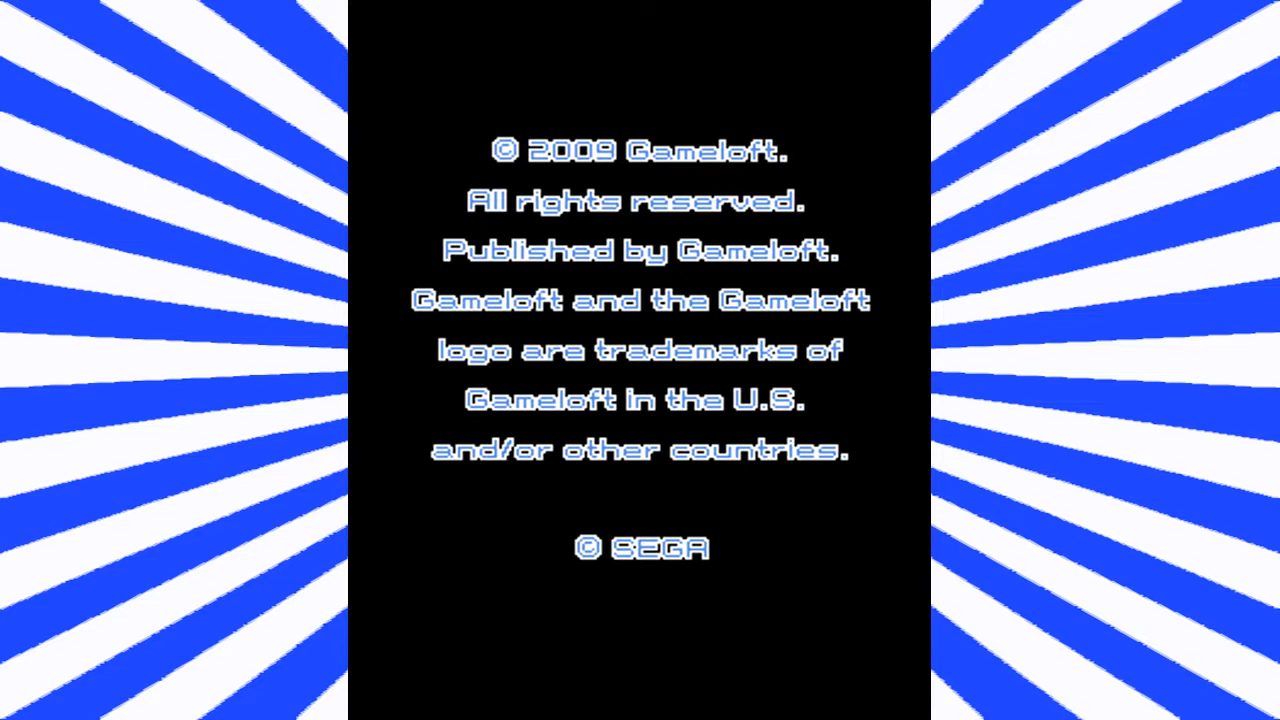 © 2009 Gameloft.
All rights reserved.
Published by Gameloft.
Gameloft and the Gameloft
logo are trademarks of
Gameloft in the U.S.
and/or other countries.
© SEGA